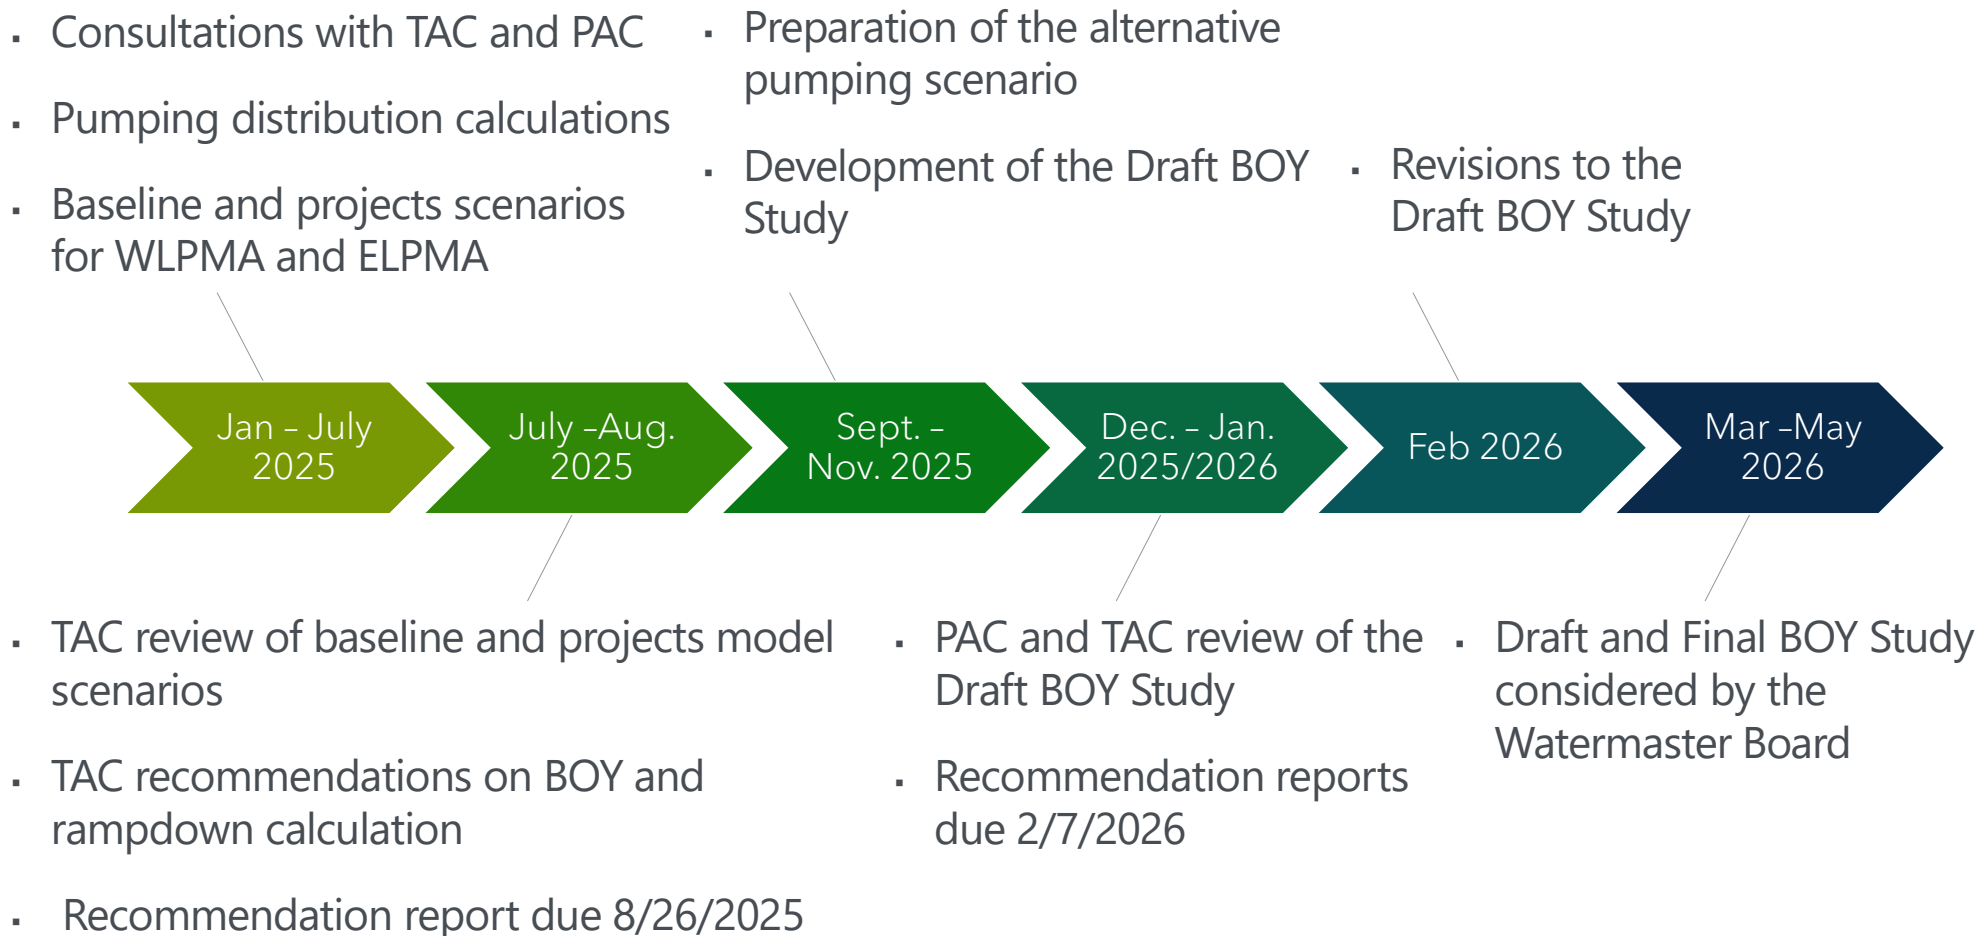 ▪ Consultations with TAC and PAC
▪ Pumping distribution calculations
▪ Baseline and projects scenarios
for WLPMA and ELPMA
▪ Preparation of the alternative
pumping scenario
▪ Development of the Draft BOY
Study
▪ Revisions to the
Draft BOY Study
Jan – July
2025
July –Aug.
2025
Sept. –
Nov. 2025
Dec. – Jan.
2025/2026
Feb 2026
Mar –May
2026
▪ TAC review of baseline and projects model
scenarios
▪ TAC recommendations on BOY and
rampdown calculation
▪ Recommendation report due 8/26/2025
▪ PAC and TAC review of the
Draft BOY Study
▪ Recommendation reports
due 2/7/2026
▪ Draft and Final BOY Study
considered by the
Watermaster Board